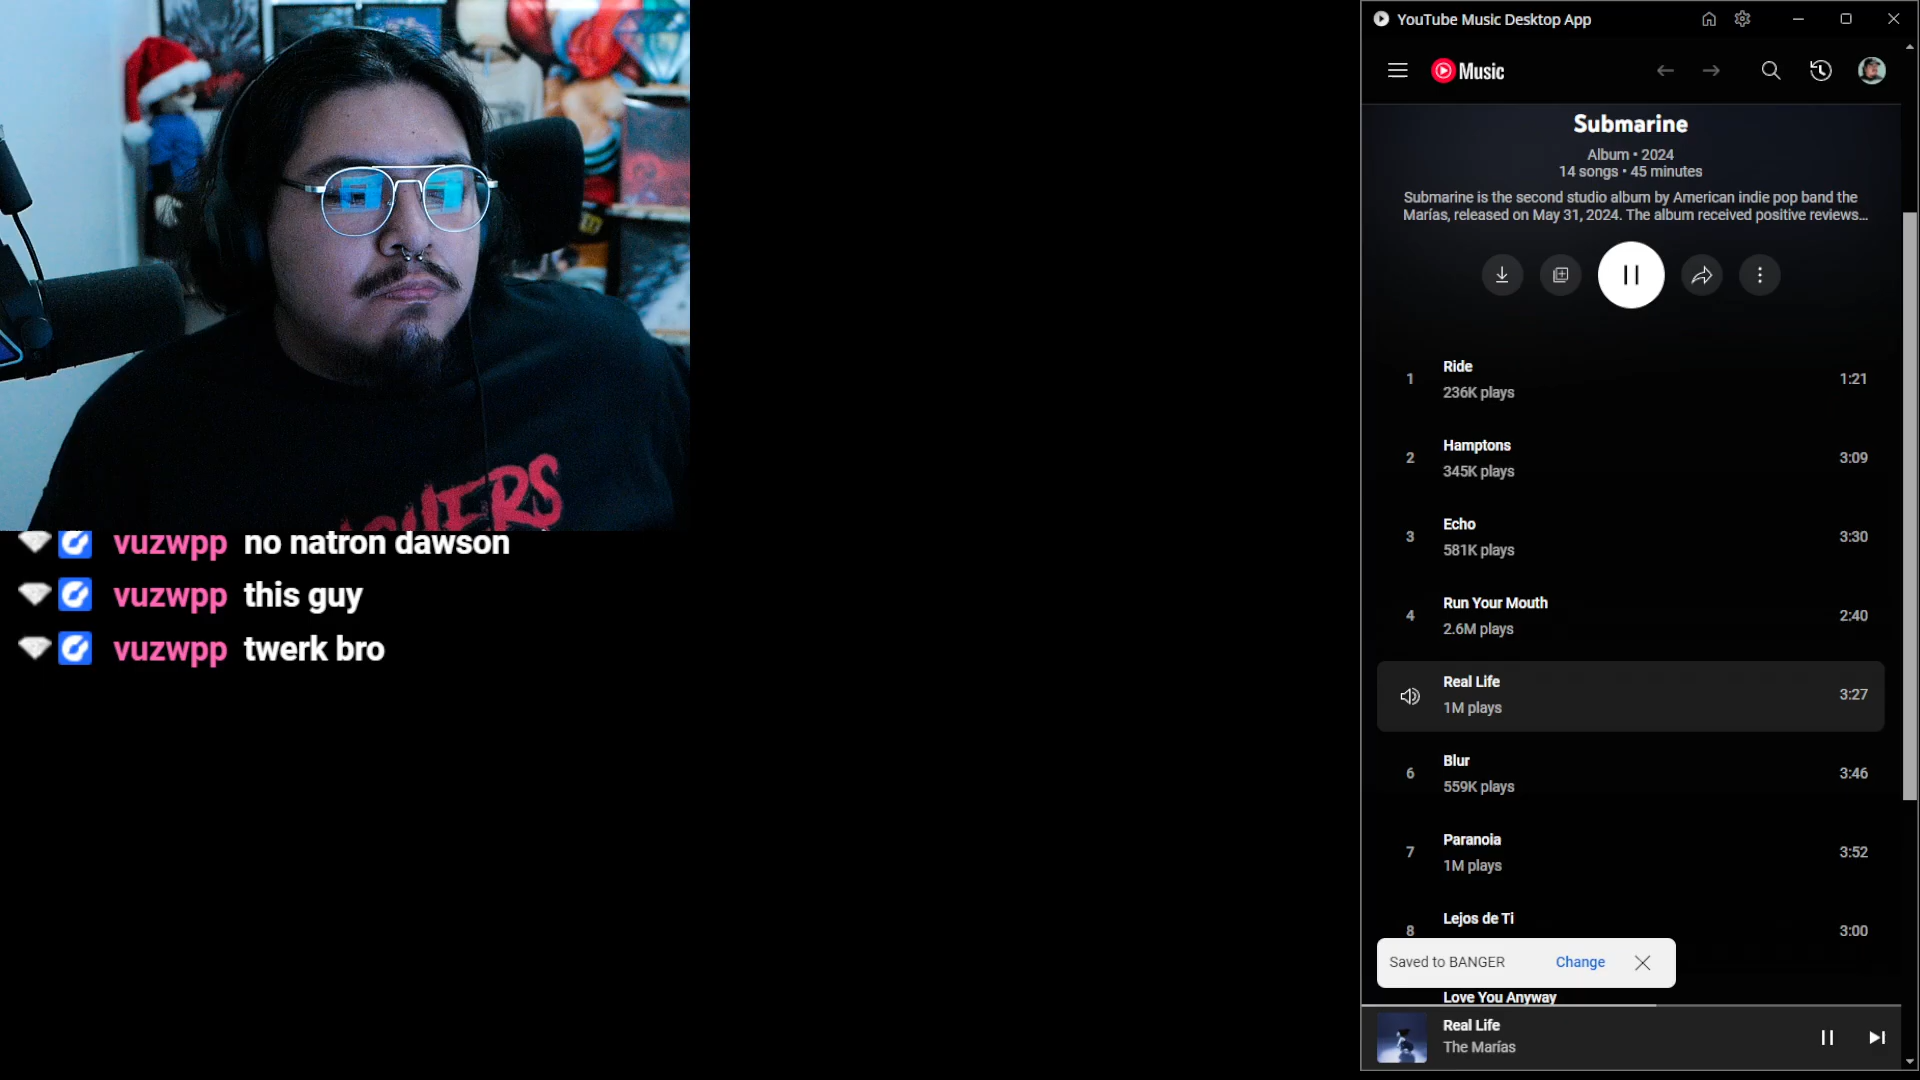 vuzwpp no natron dawson
vuzwpp this guy
vuzwpp twerk bro
YouTube Music Desktop App
Music
Submarine
Album • 2024
14 songs • 45 minutes
Submarine is the second studio album by American indie pop band the
Marías, released on May 31, 2024. The album received positive reviews...
Ride
1 236K plays 1:21
Hamptons
2 345K plays 3:09
Echo
3 581K plays 3:30
Run Your Mouth
4 2.6M plays 2:40
Real Life
1M plays 3:27
Blur
6 559K plays 3:46
Paranoia
7 1M plays 3:52
Lejos de Ti
8 3:00
Saved to BANGER Change
Love You Anyway
Real Life
The Marías